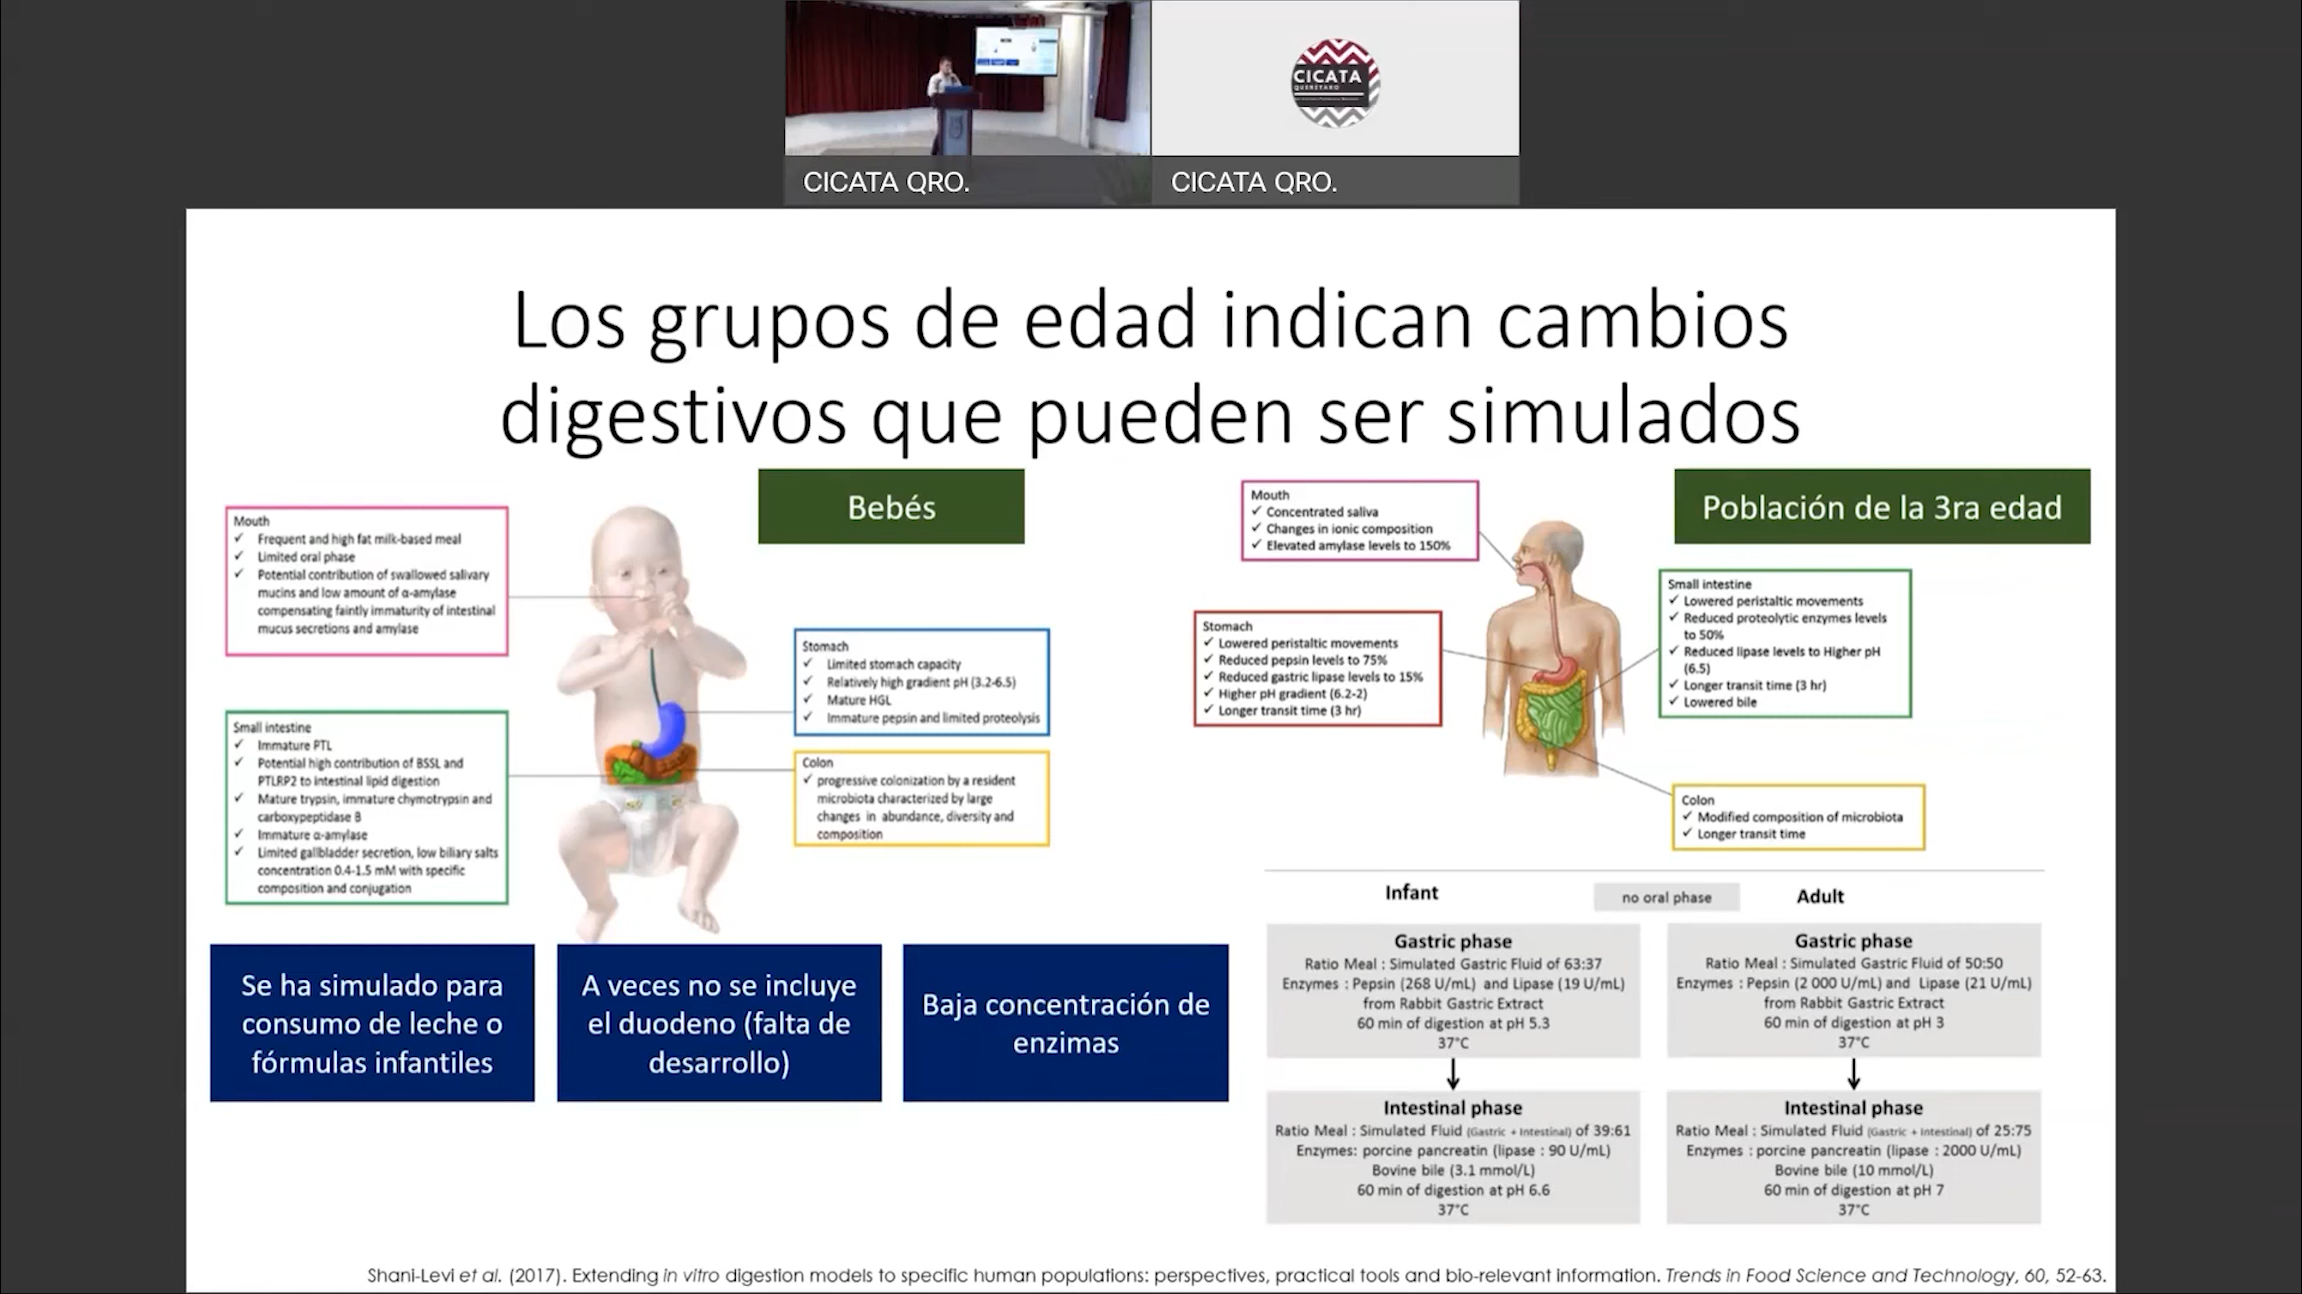 CICATA
QUERÉTARO
CICATA QRO.
CICATA QRO.
Los grupos de edad indican cambios
digestivos que pueden ser simulados
Bebés
Mouth
✓ Frequent and high fat milk-based meal
✓ Limited oral phase
✓ Potential contribution of swallowed salivary
mucins and low amount of α-amylase
compensating faintly immaturity of intestinal
mucus secretions and amylase
Stomach
✓ Limited stomach capacity
✓ Relatively high gradient pH (3.2-6.5)
✓ Mature HGL
✓ Immature pepsin and limited proteolysis
Small intestine
✓ Immature PTL
✓ Potential high contribution of BSSL and
PTLRP2 to intestinal lipid digestion
✓ Mature trypsin, immature chymotrypsin and
carboxypeptidase B
✓ Immature α-amylase
✓ Limited gallbladder secretion, low biliary salts
concentration 0.4-1.5 mM with specific
composition and conjugation
Colon
✓ progressive colonization by a resident
microbiota characterized by large
changes in abundance, diversity and
composition
Se ha simulado para
consumo de leche o
fórmulas infantiles
A veces no se incluye
el duodeno (falta de
desarrollo)
Baja concentración de
enzimas
Población de la 3ra edad
Mouth
✓ Concentrated saliva
✓ Changes in ionic composition
✓ Elevated amylase levels to 150%
Stomach
✓ Lowered peristaltic movements
✓ Reduced pepsin levels to 75%
✓ Reduced gastric lipase levels to 15%
✓ Higher pH gradient (6.2-2)
✓ Longer transit time (3 hr)
Small intestine
✓ Lowered peristaltic movements
✓ Reduced proteolytic enzymes levels
to 50%
✓ Reduced lipase levels to Higher pH
(6.5)
✓ Longer transit time (3 hr)
✓ Lowered bile
Colon
✓ Modified composition of microbiota
✓ Longer transit time
Infant
no oral phase
Adult
Gastric phase
Ratio Meal : Simulated Gastric Fluid of 63:37
Enzymes : Pepsin (268 U/mL) and Lipase (19 U/mL)
from Rabbit Gastric Extract
60 min of digestion at pH 5.3
37°C
Gastric phase
Ratio Meal : Simulated Gastric Fluid of 50:50
Enzymes : Pepsin (2 000 U/mL) and Lipase (21 U/mL)
from Rabbit Gastric Extract
60 min of digestion at pH 3
37°C
Intestinal phase
Ratio Meal : Simulated Fluid (Gastric + Intestinal) of 39:61
Enzymes: porcine pancreatin (lipase : 90 U/mL)
Bovine bile (3.1 mmol/L)
60 min of digestion at pH 6.6
37°C
Intestinal phase
Ratio Meal : Simulated Fluid (Gastric + Intestinal) of 25:75
Enzymes : porcine pancreatin (lipase : 2000 U/mL)
Bovine bile (10 mmol/L)
60 min of digestion at pH 7
37°C
Shani-Levi et al. (2017). Extending in vitro digestion models to specific human populations: perspectives, practical tools and bio-relevant information. Trends in Food Science and Technology, 60, 52-63.